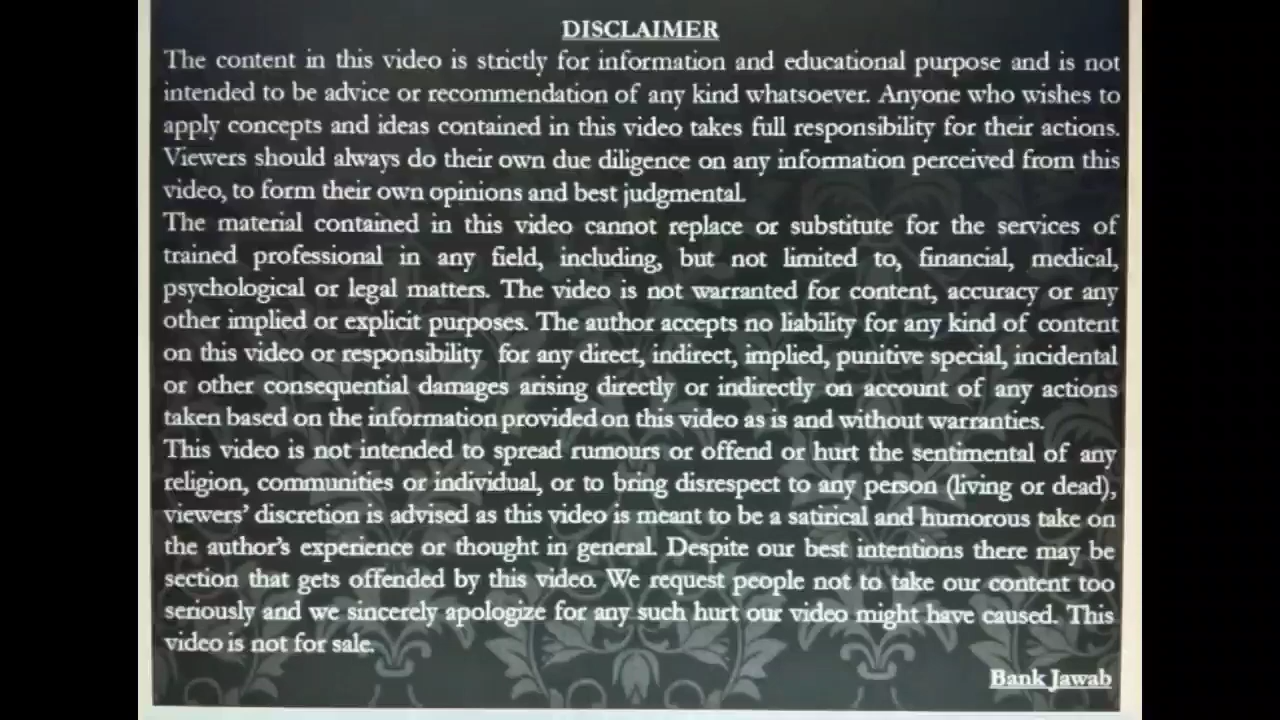 DISCLAIMER
The content in this video is strictly for information and educational purpose and is not
intended to be advice or recommendation of any kind whatsoever. Anyone who wishes to
apply concepts and ideas contained in this video takes full responsibility for their actions.
Viewers should always do their own due diligence on any information perceived from this
video, to form their own opinions and best judgmental.
The material contained in this video cannot replace or substitute for the services of
trained professional in any field, including, but not limited to, financial, medical,
psychological or legal matters. The video is not warranted for content, accuracy or any
other implied or explicit purposes. The author accepts no liability for any kind of content
on this video or responsibility for any direct, indirect, implied, punitive special, incidental
or other consequential damages arising directly or indirectly on account of any actions
taken based on the information provided on this video as is and without warranties.
This video is not intended to spread rumours or offend or hurt the sentimental of any
religion, communities or individual, or to bring disrespect to any person (living or dead),
viewers' discretion is advised as this video is meant to be a satirical and humorous take on
the author's experience or thought in general. Despite our best intentions there may be
section that gets offended by this video. We request people not to take our content too
seriously and we sincerely apologize for any such hurt our video might have caused. This
video is not for sale.
Bank Jawab